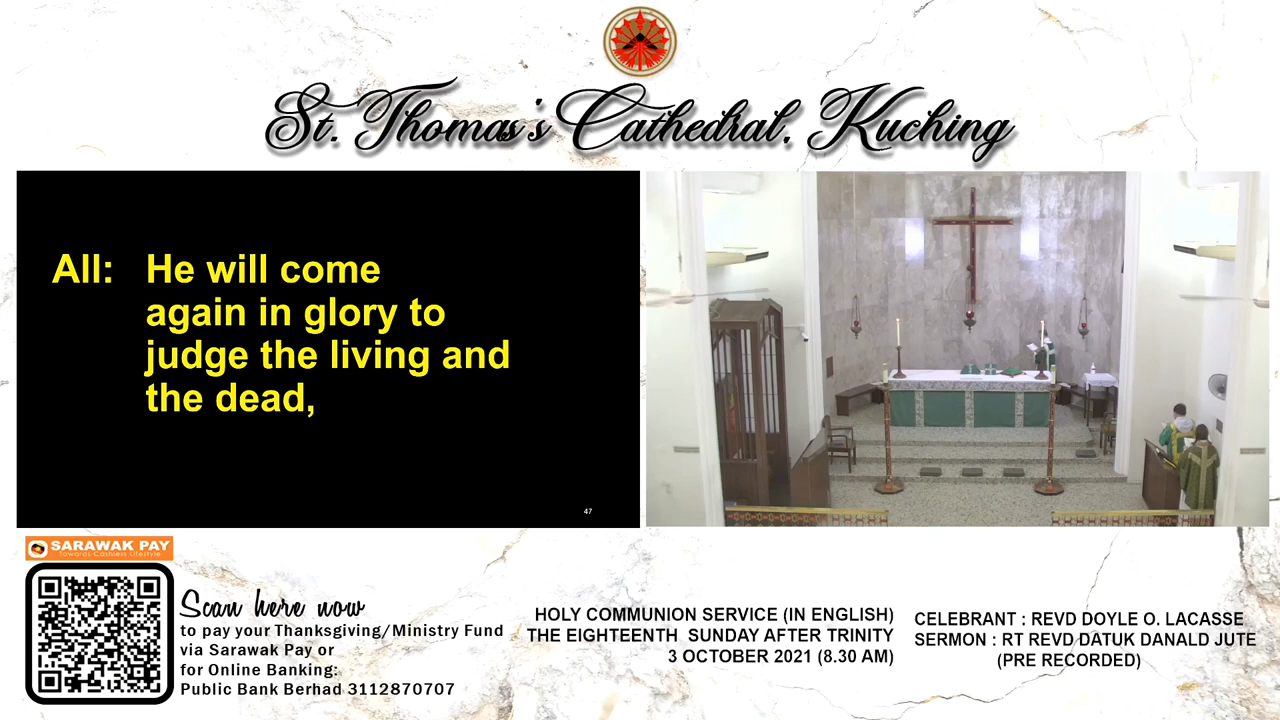 St. Thomas's Cathedral, Kuching
All: He will come
again in glory to
judge the living and
the dead,
47
SARAWAK PAY
Towards Cashless Lifestyle
Scan here now
to pay your Thanksgiving/Ministry Fund
via Sarawak Pay or
for Online Banking:
Public Bank Berhad 3112870707
HOLY COMMUNION SERVICE (IN ENGLISH)
THE EIGHTEENTH SUNDAY AFTER TRINITY
3 OCTOBER 2021 (8.30 AM)
CELEBRANT : REVD DOYLE O. LACASSE
SERMON : RT REVD DATUK DANALD JUTE
(PRE RECORDED)